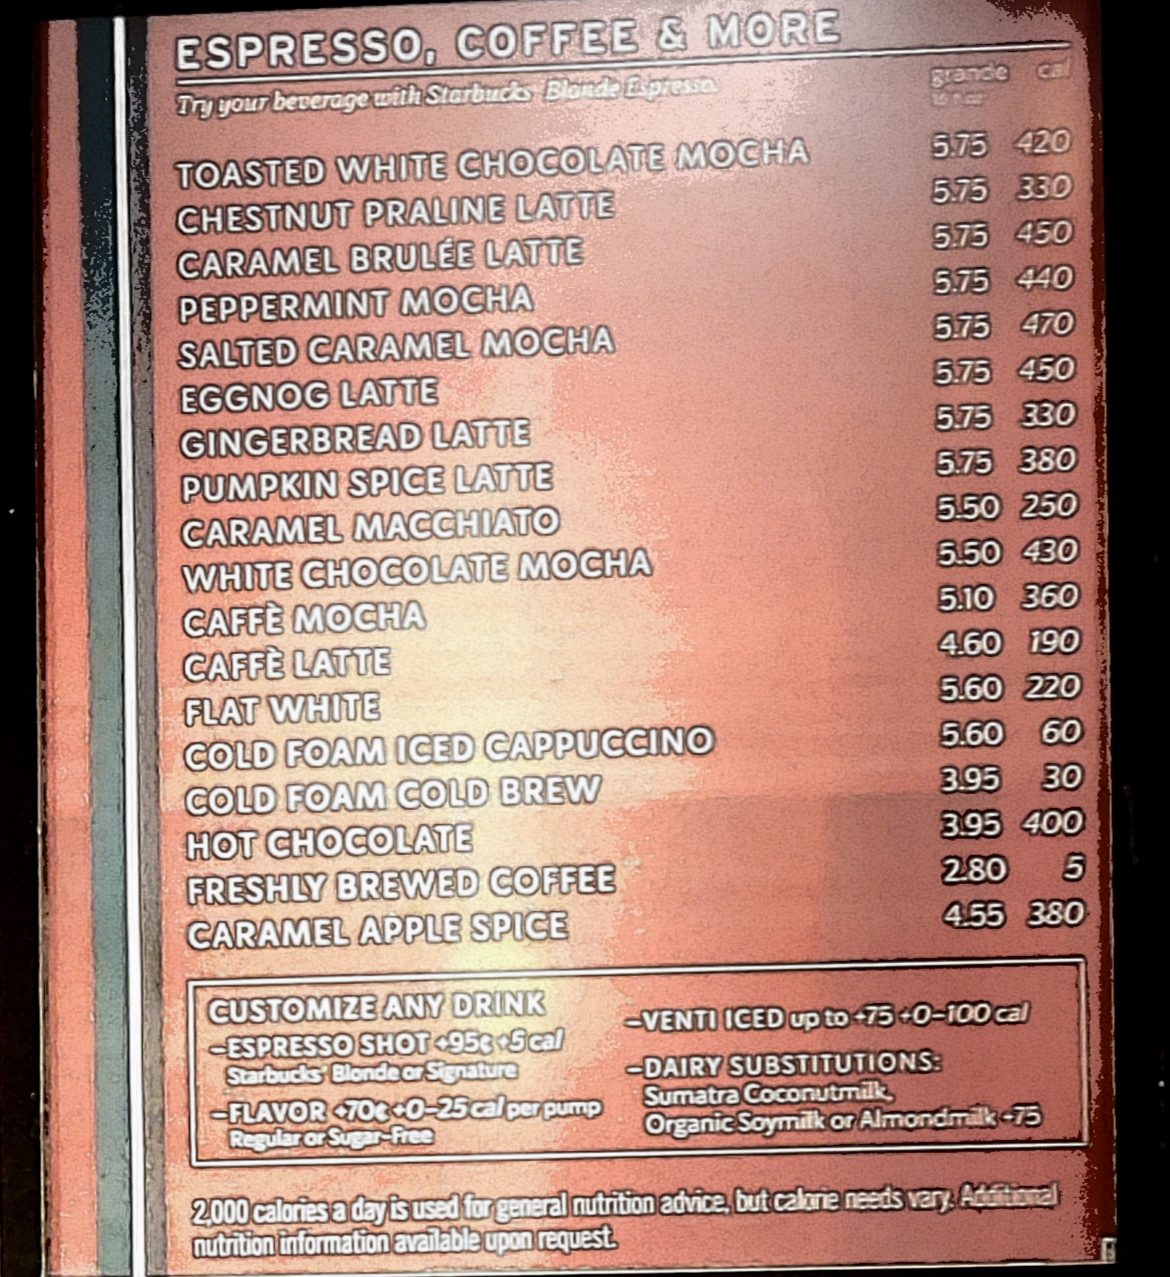 ESPRESSO, COFFEE & MORE
Try your beverage with Starbucks Blonde Espresso.
grande cal
16 fl oz
TOASTED WHITE CHOCOLATE MOCHA 5.75 420
CHESTNUT PRALINE LATTE 5.75 330
CARAMEL BRULÉE LATTE 5.75 450
PEPPERMINT MOCHA 5.75 440
SALTED CARAMEL MOCHA 5.75 470
EGGNOG LATTE 5.75 450
GINGERBREAD LATTE 5.75 330
PUMPKIN SPICE LATTE 5.75 380
CARAMEL MACCHIATO 5.50 250
WHITE CHOCOLATE MOCHA 5.50 430
CAFFÈ MOCHA 5.10 360
CAFFÈ LATTE 4.60 190
FLAT WHITE 5.60 220
COLD FOAM ICED CAPPUCCINO 5.60 60
COLD FOAM COLD BREW 3.95 30
HOT CHOCOLATE 3.95 400
FRESHLY BREWED COFFEE 2.80 5
CARAMEL APPLE SPICE 4.55 380
CUSTOMIZE ANY DRINK
–ESPRESSO SHOT +95¢ +5 cal
Starbucks® Blonde or Signature
–FLAVOR +70¢ +0–25 cal per pump
Regular or Sugar-Free
–VENTI ICED up to +75 +0–100 cal
–DAIRY SUBSTITUTIONS:
Sumatra Coconutmilk,
Organic Soymilk or Almondmilk +75
2,000 calories a day is used for general nutrition advice, but calorie needs vary. Additional
nutrition information available upon request.